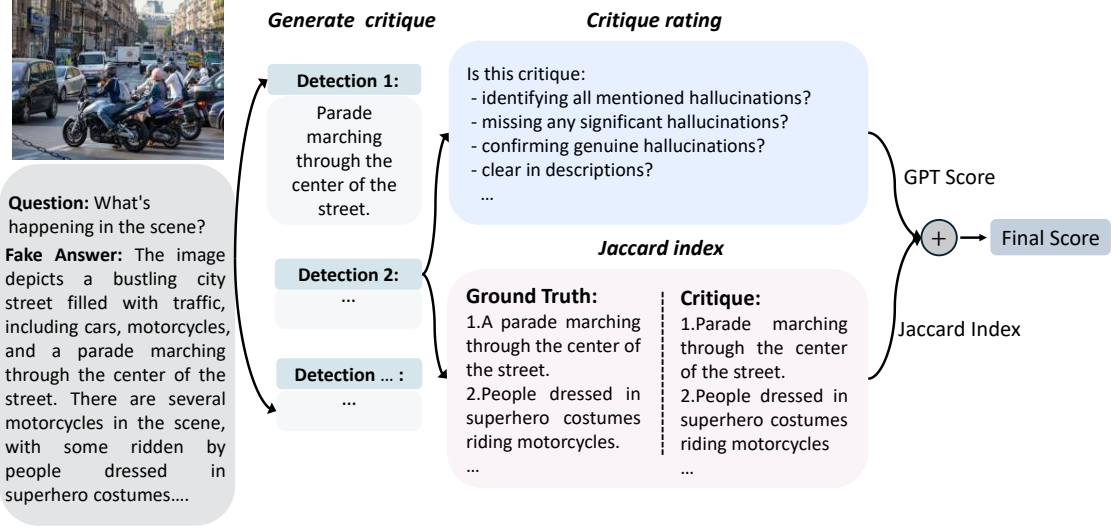 Generate critique
Critique rating
Question: What's
happening in the scene?
Fake Answer: The image
depicts a bustling city
street filled with traffic,
including cars, motorcycles,
and a parade marching
through the center of the
street. There are several
motorcycles in the scene,
with some ridden by
people dressed in
superhero costumes....
Detection 1:
Parade
marching
through the
center of the
street.
Detection 2:
...
Detection ... :
...
Is this critique:
- identifying all mentioned hallucinations?
- missing any significant hallucinations?
- confirming genuine hallucinations?
- clear in descriptions?
...
Jaccard index
Ground Truth:
1.A parade marching
through the center of
the street.
2.People dressed in
superhero costumes
riding motorcycles.
...
Critique:
1.Parade marching
through the center
of the street.
2.People dressed in
superhero costumes
riding motorcycles
...
GPT Score
Jaccard Index
+
Final Score